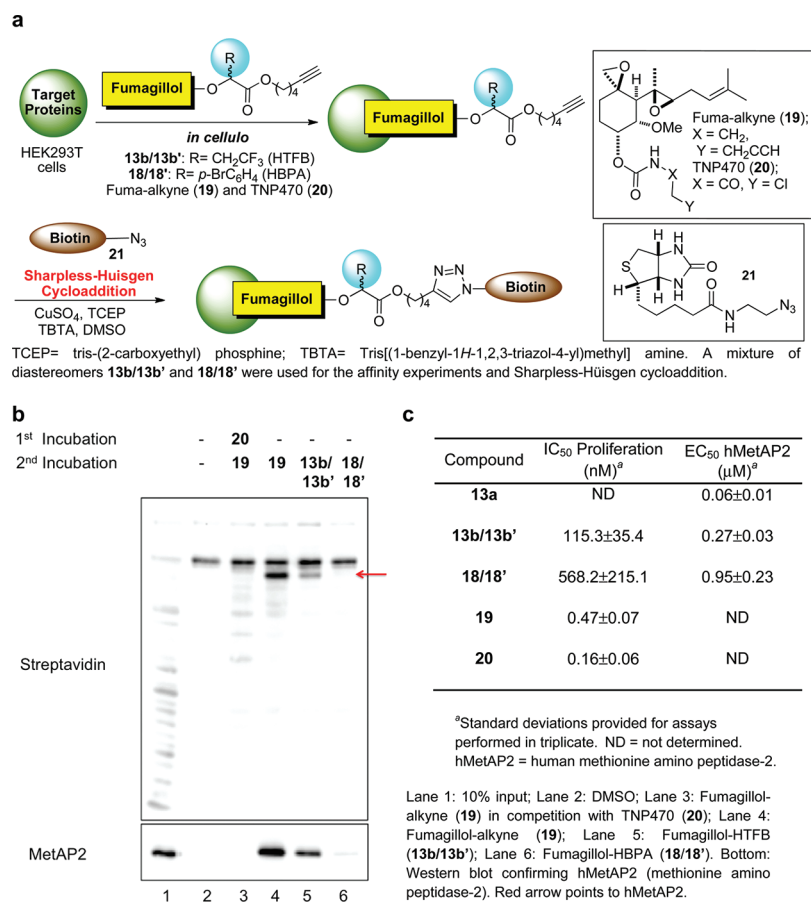 a
R
Fumagillol
O
O
O
4
Target
Proteins
HEK293T
cells
in cellulo
13b/13b': R= CH2CF3 (HTFB)
18/18': R= p-BrC6H4 (HBPA)
Fuma-alkyne (19) and TNP470 (20)
R
Fumagillol
O
O
O
4
O
O
H
OMe
O
O
H
N
X
Y
Fuma-alkyne (19);
X = CH2,
Y = CH2CCH
TNP470 (20);
X = CO, Y = Cl
Biotin
N3
21
Sharpless-Huisgen
Cycloaddition
CuSO4, TCEP
TBTA, DMSO
R
Fumagillol
O
O
O
4
N=N
N
Biotin
H
H
N
S
O
N
H
H
21
O
N
H
N3
TCEP= tris-(2-carboxyethyl) phosphine; TBTA= Tris[(1-benzyl-1H-1,2,3-triazol-4-yl)methyl] amine. A mixture of
diastereomers 13b/13b' and 18/18' were used for the affinity experiments and Sharpless-Hüisgen cycloaddition.
b
1st Incubation - 20 - - -
2nd Incubation - 19 19 13b/ 18/
13b' 18'
Streptavidin
MetAP2
1 2 3 4 5 6
c
Compound IC50 Proliferation (nM)a EC50 hMetAP2 (μM)a
13a ND 0.06±0.01
13b/13b' 115.3±35.4 0.27±0.03
18/18' 568.2±215.1 0.95±0.23
19 0.47±0.07 ND
20 0.16±0.06 ND
aStandard deviations provided for assays
performed in triplicate. ND = not determined.
hMetAP2 = human methionine amino peptidase-2.
Lane 1: 10% input; Lane 2: DMSO; Lane 3: Fumagillol-
alkyne (19) in competition with TNP470 (20); Lane 4:
Fumagillol-alkyne (19); Lane 5: Fumagillol-HTFB
(13b/13b'); Lane 6: Fumagillol-HBPA (18/18'). Bottom:
Western blot confirming hMetAP2 (methionine amino
peptidase-2). Red arrow points to hMetAP2.